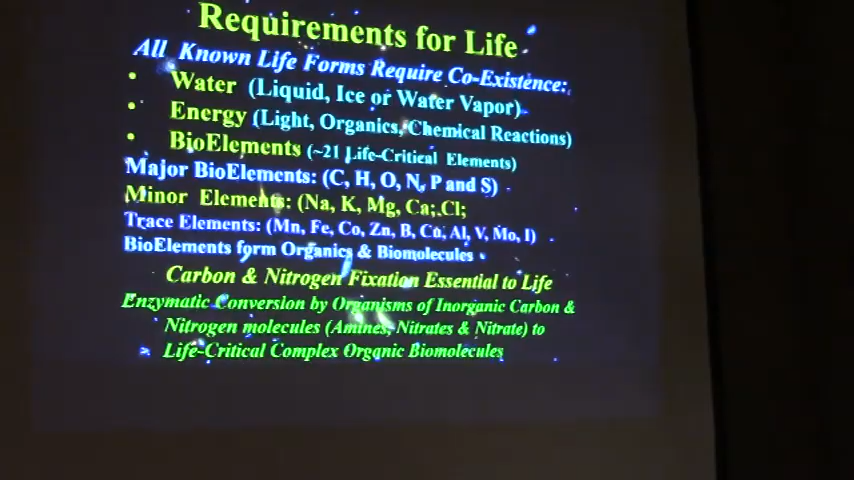 Requirements for Life
All Known Life Forms Require Co-Existence:
• Water (Liquid, Ice or Water Vapor)
• Energy (Light, Organics, Chemical Reactions)
• BioElements (~21 Life-Critical Elements)
Major BioElements: (C, H, O, N, P and S)
Minor Elements: (Na, K, Mg, Ca; Cl;
Trace Elements: (Mn, Fe, Co, Zn, B, Cu, Al, V, Mo, I)
BioElements form Organics & Biomolecules
Carbon & Nitrogen Fixation Essential to Life
Enzymatic Conversion by Organisms of Inorganic Carbon &
Nitrogen molecules (Amines, Nitrates & Nitrate) to
Life-Critical Complex Organic Biomolecules